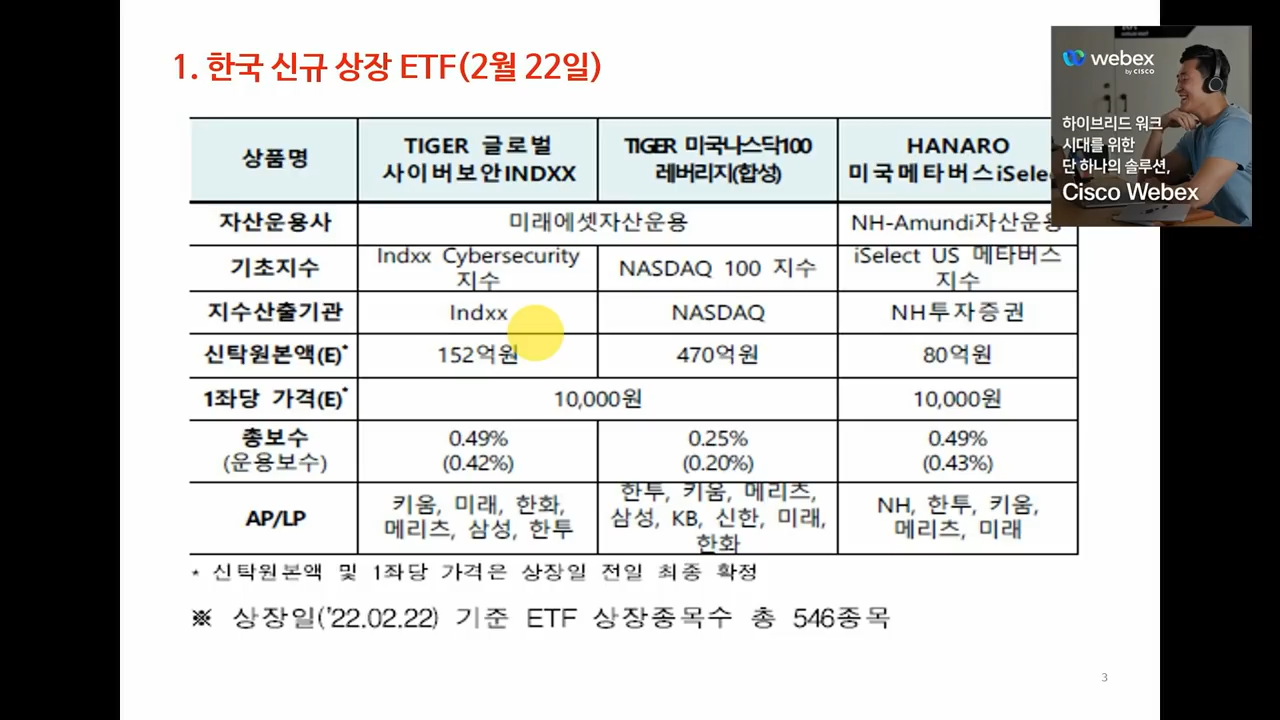 1. 한국 신규 상장 ETF(2월 22일)
webex
by CISCO
하이브리드 워크
시대를 위한
단 하나의 솔루션,
Cisco Webex
상품명
TIGER 글로벌
사이버보안INDXX
TIGER 미국나스닥100
레버리지(합성)
HANARO
미국메타버스iSelec
자산운용사
미래에셋자산운용
NH-Amundi자산운용
기초지수
Indxx Cybersecurity
지수
NASDAQ 100 지수
iSelect US 메타버스
지수
지수산출기관
Indxx
NASDAQ
NH투자증권
신탁원본액(E)*
152억원
470억원
80억원
1좌당 가격(E)*
10,000원
10,000원
총보수
(운용보수)
0.49%
(0.42%)
0.25%
(0.20%)
0.49%
(0.43%)
AP/LP
키움, 미래, 한화,
메리츠, 삼성, 한투
한투, 키움, 메리츠,
삼성, KB, 신한, 미래,
한화
NH, 한투, 키움,
메리츠, 미래
* 신탁원본액 및 1좌당 가격은 상장일 전일 최종 확정
※ 상장일('22.02.22) 기준 ETF 상장종목수 총 546종목
3